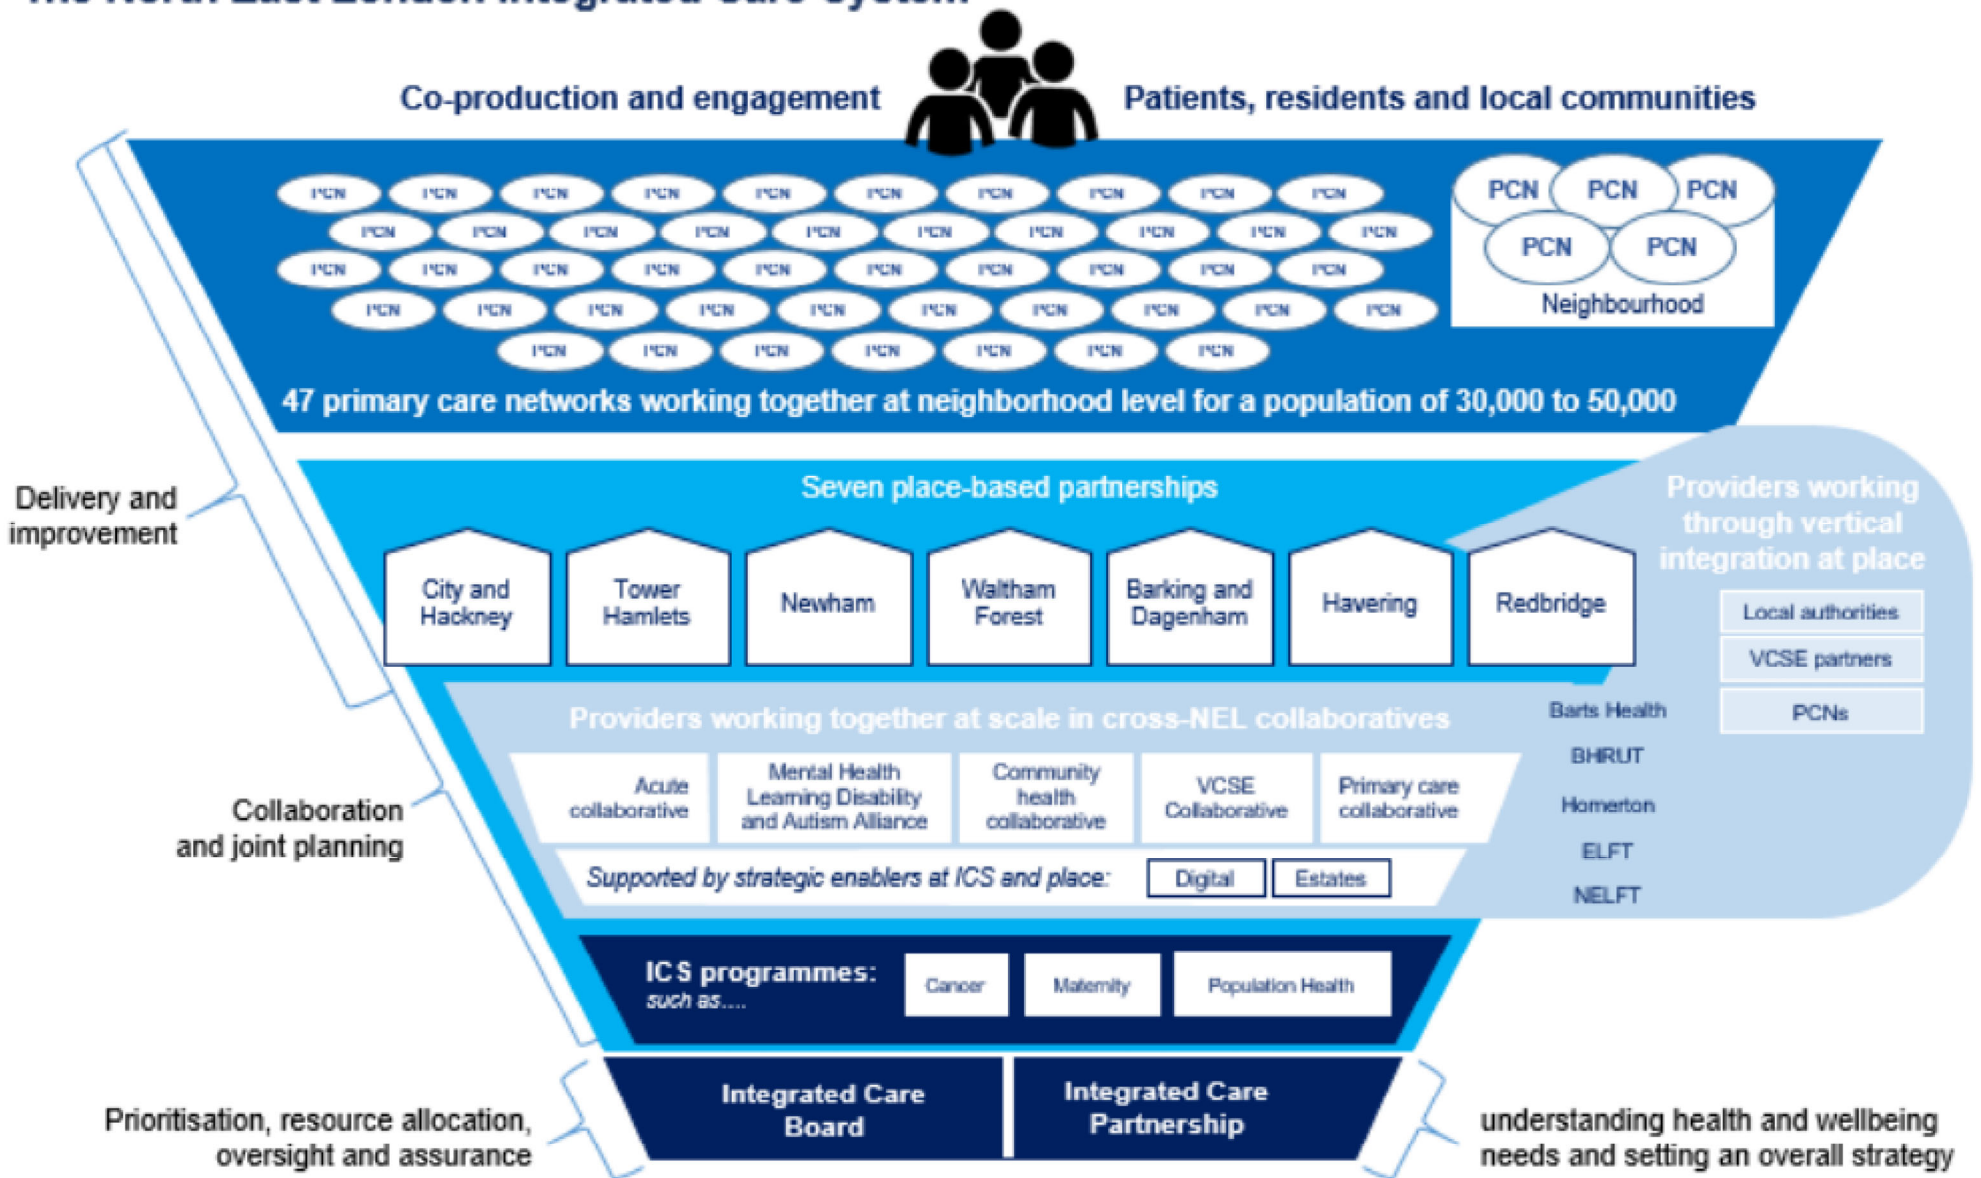 The North East London Integrated Care System
Co-production and engagement
Patients, residents and local communities
PCN PCN PCN PCN PCN PCN PCN PCN PCN PCN
PCN PCN PCN PCN PCN PCN PCN PCN PCN PCN
PCN PCN PCN PCN PCN PCN PCN PCN PCN PCN
PCN PCN PCN PCN PCN PCN PCN PCN PCN PCN
PCN PCN PCN PCN PCN PCN PCN
PCN PCN PCN
PCN PCN
Neighbourhood
47 primary care networks working together at neighborhood level for a population of 30,000 to 50,000
Delivery and
improvement
Seven place-based partnerships
City and
Hackney
Tower
Hamlets
Newham
Waltham
Forest
Barking and
Dagenham
Havering
Redbridge
Providers working
through vertical
integration at place
Local authorities
VCSE partners
PCNs
Barts Health
BHRUT
Homerton
ELFT
NELFT
Collaboration
and joint planning
Providers working together at scale in cross-NEL collaboratives
Acute
collaborative
Mental Health
Learning Disability
and Autism Alliance
Community
health
collaborative
VCSE
Collaborative
Primary care
collaborative
Supported by strategic enablers at ICS and place:
Digital
Estates
ICS programmes:
such as....
Cancer
Maternity
Population Health
Integrated Care
Board
Integrated Care
Partnership
Prioritisation, resource allocation,
oversight and assurance
understanding health and wellbeing
needs and setting an overall strategy